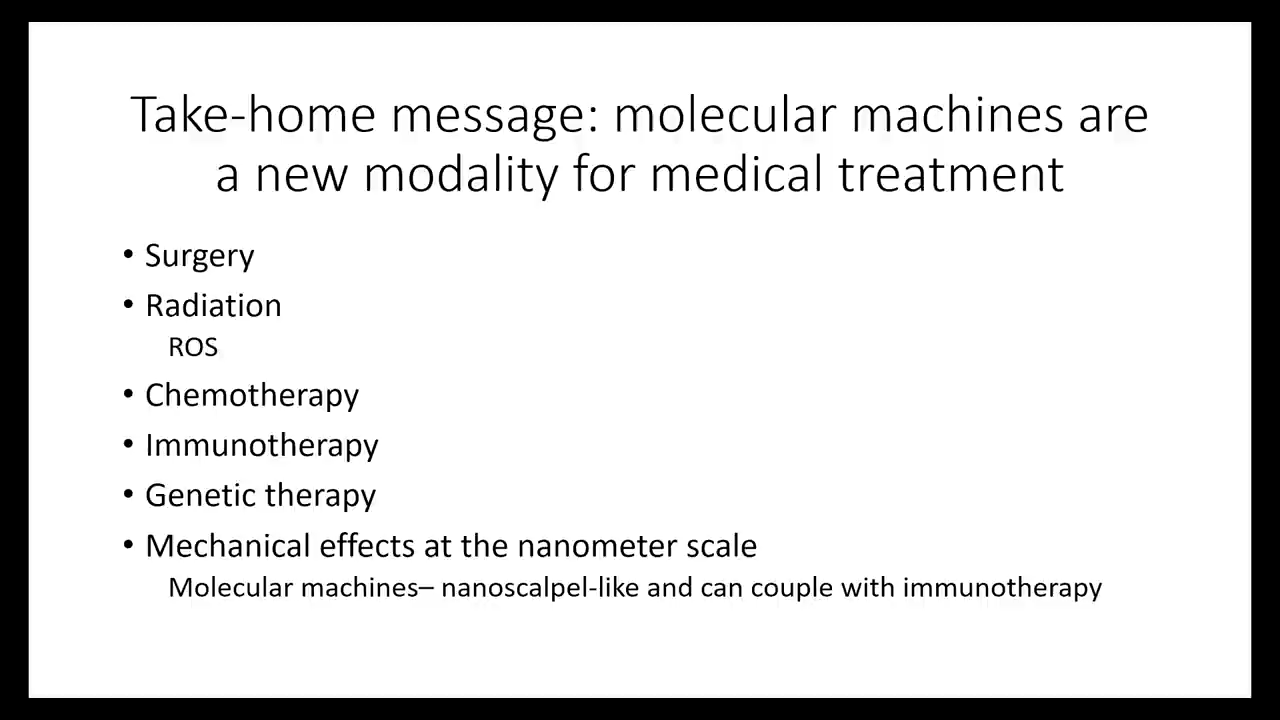 Take-home message: molecular machines are
a new modality for medical treatment
• Surgery
• Radiation
ROS
• Chemotherapy
• Immunotherapy
• Genetic therapy
• Mechanical effects at the nanometer scale
Molecular machines– nanoscalpel-like and can couple with immunotherapy